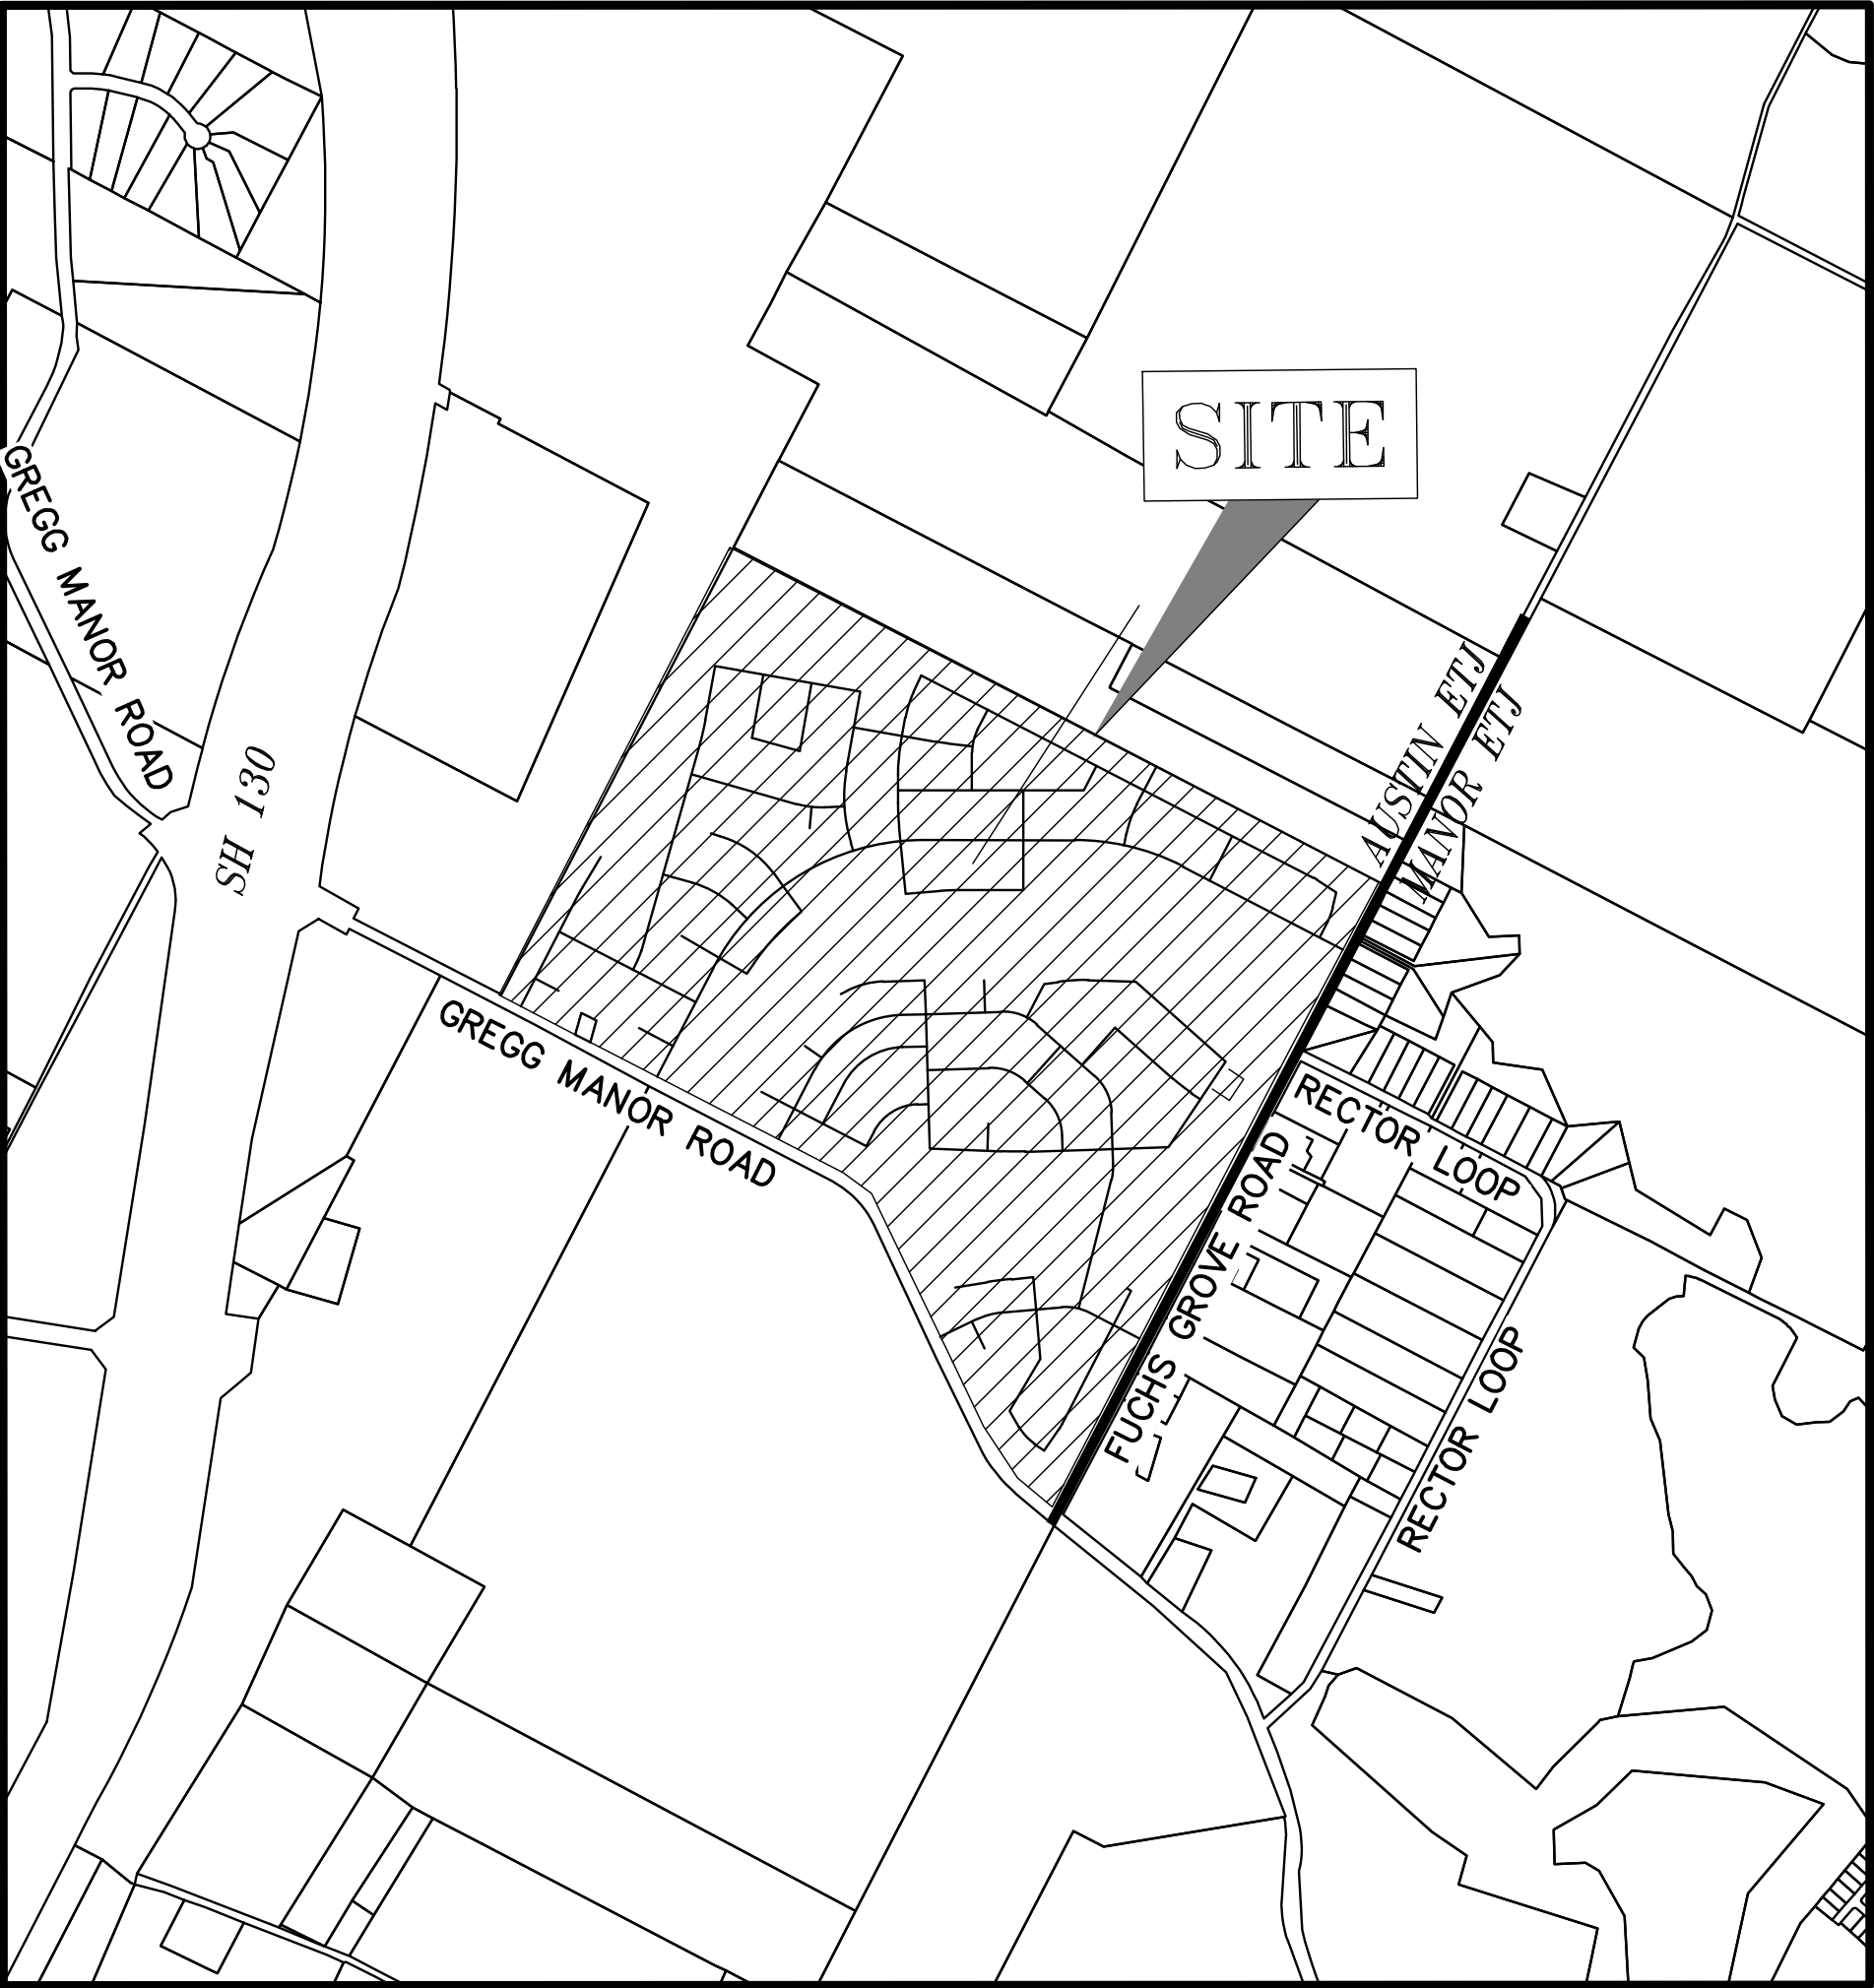 SITE
GREGG MANOR ROAD
AUSTIN ETJ
MANOR ETJ
SH 130
GREGG MANOR ROAD
RECTOR LOOP
FUCHS GROVE ROAD
RECTOR LOOP